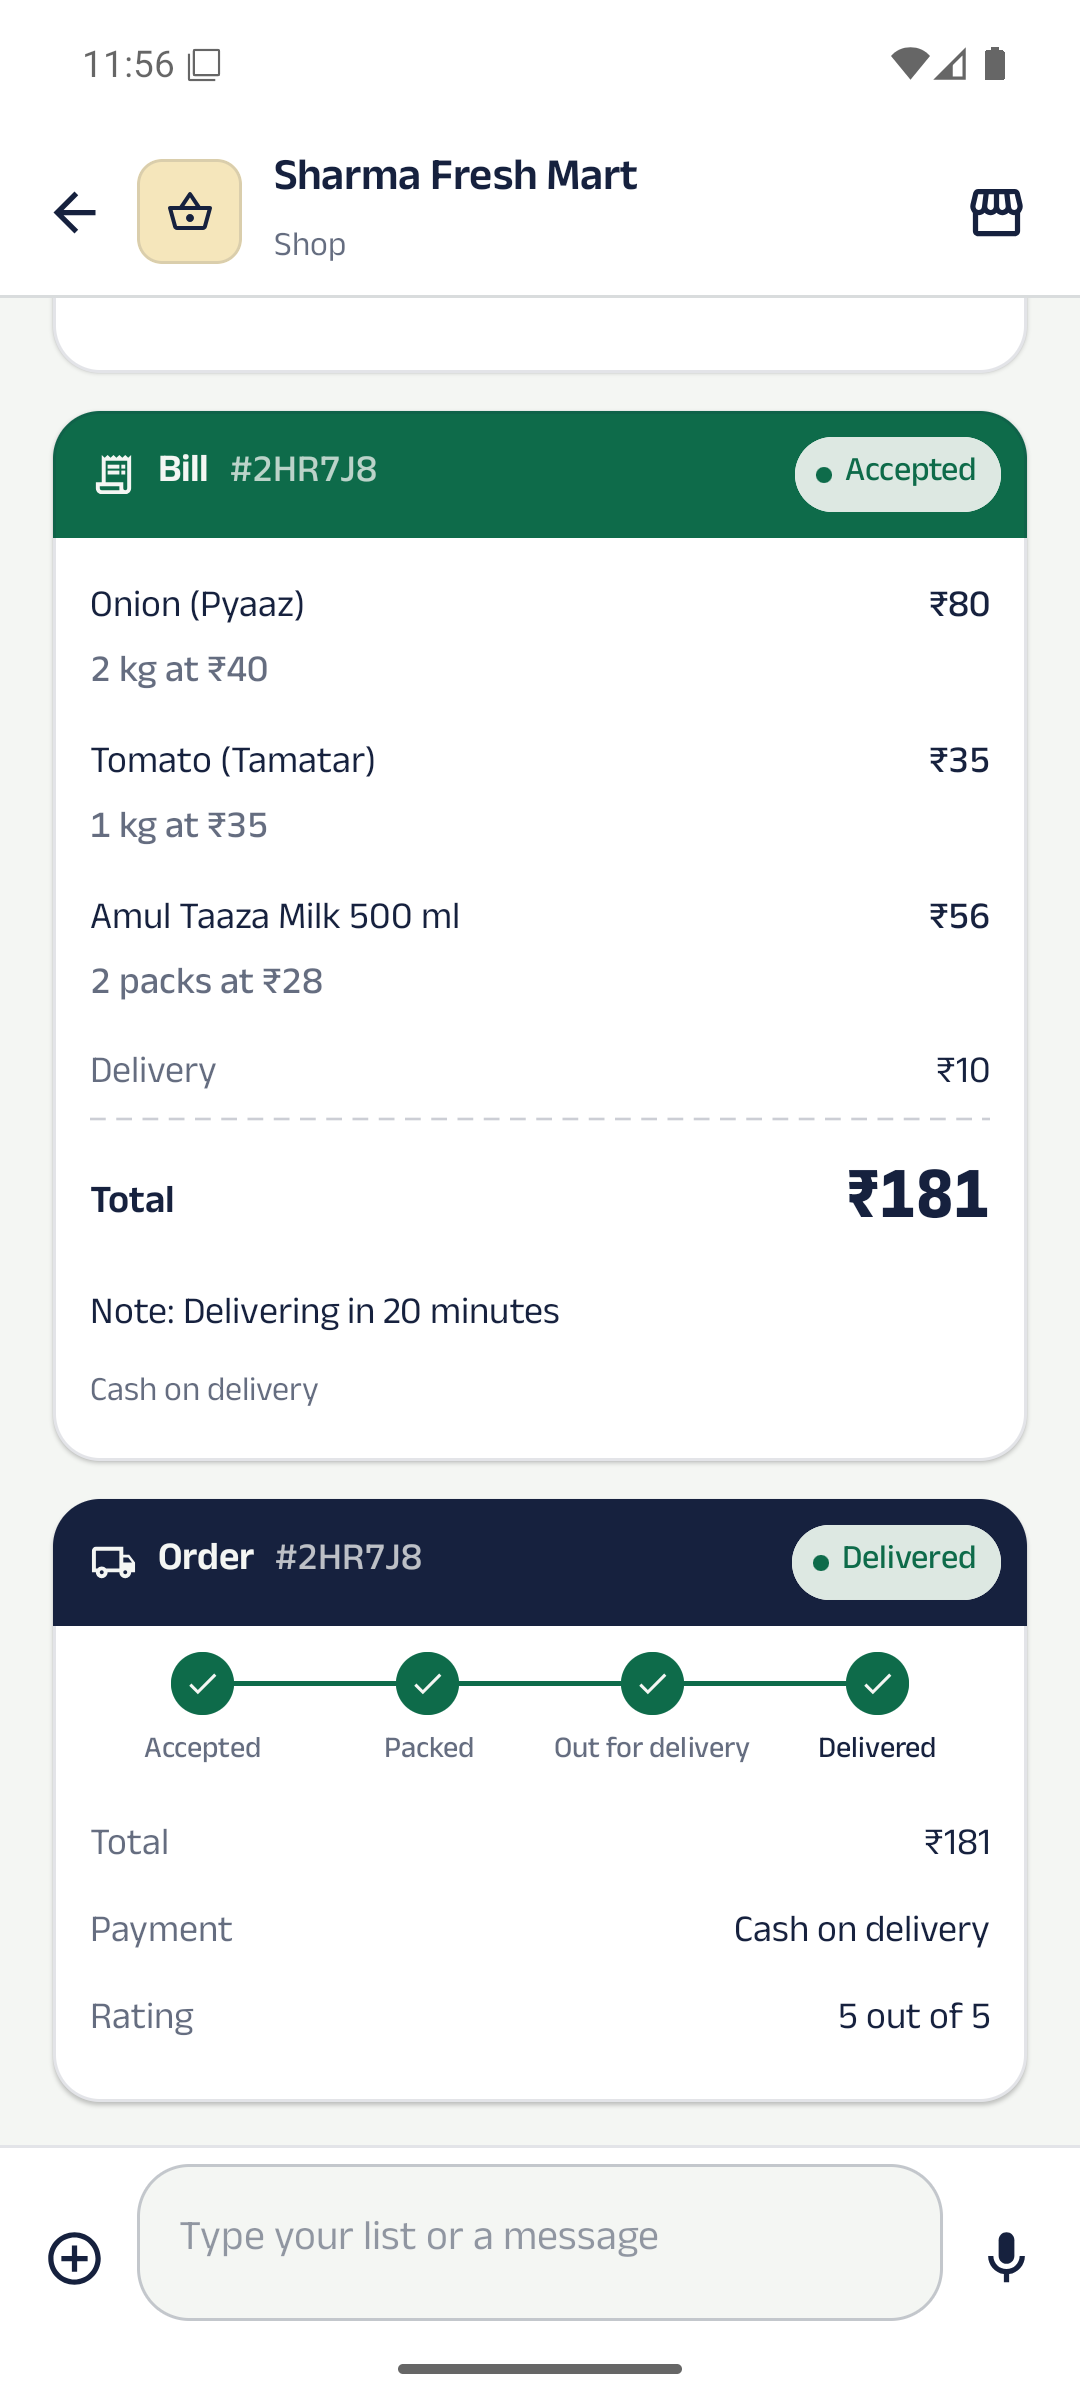 11:56
Sharma Fresh Mart
Shop
Bill #2HR7J8
Accepted
Onion (Pyaaz) ₹80
2 kg at ₹40
Tomato (Tamatar) ₹35
1 kg at ₹35
Amul Taaza Milk 500 ml ₹56
2 packs at ₹28
Delivery ₹10
Total ₹181
Note: Delivering in 20 minutes
Cash on delivery
Order #2HR7J8
Delivered
Accepted Packed Out for delivery Delivered
Total ₹181
Payment Cash on delivery
Rating 5 out of 5
Type your list or a message